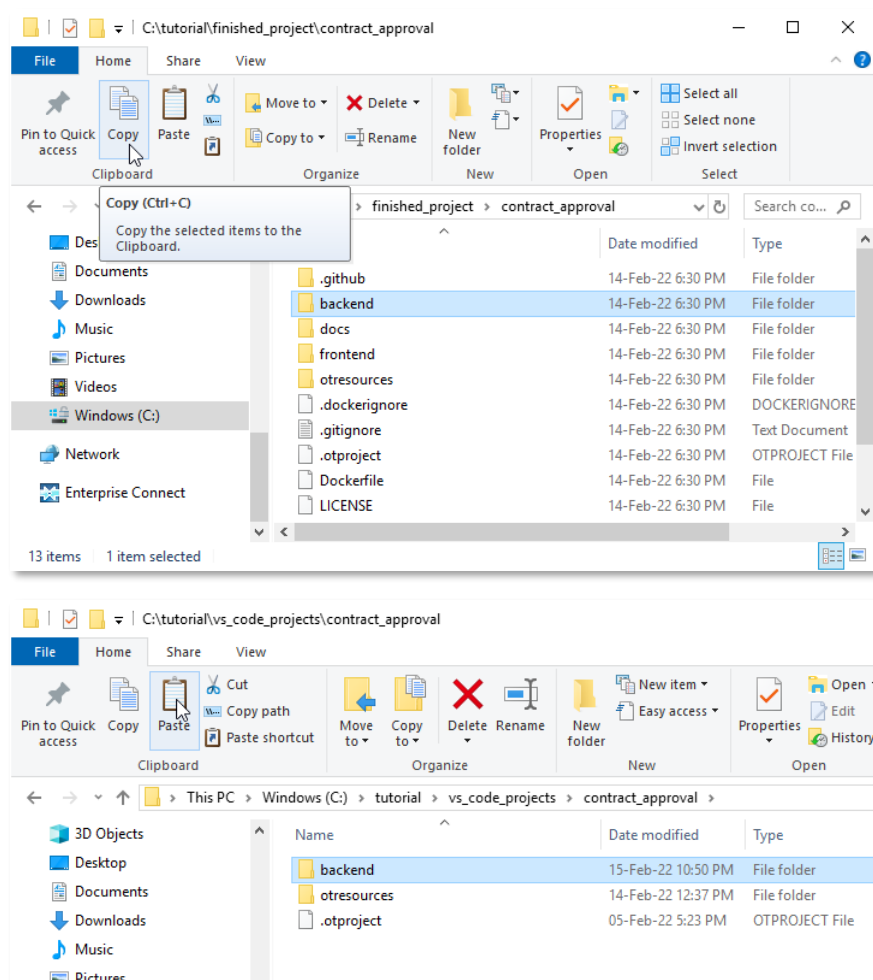 C:\tutorial\finished_project\contract_approval
File Home Share View
Pin to Quick access
Copy
Paste
Move to
Copy to
Delete
Rename
New folder
Properties
Select all
Select none
Invert selection
Clipboard Organize New Open Select
Copy (Ctrl+C)
Copy the selected items to the
Clipboard.
finished_project > contract_approval
Search co...
Date modified Type
Des
Documents
Downloads
Music
Pictures
Videos
Windows (C:)
Network
Enterprise Connect
.github 14-Feb-22 6:30 PM File folder
backend 14-Feb-22 6:30 PM File folder
docs 14-Feb-22 6:30 PM File folder
frontend 14-Feb-22 6:30 PM File folder
otresources 14-Feb-22 6:30 PM File folder
.dockerignore 14-Feb-22 6:30 PM DOCKERIGNORE
.gitignore 14-Feb-22 6:30 PM Text Document
.otproject 14-Feb-22 6:30 PM OTPROJECT File
Dockerfile 14-Feb-22 6:30 PM File
LICENSE 14-Feb-22 6:30 PM File
13 items 1 item selected
C:\tutorial\vs_code_projects\contract_approval
File Home Share View
Pin to Quick access
Copy
Paste
Cut
Copy path
Paste shortcut
Move to
Copy to
Delete
Rename
New folder
New item
Easy access
Properties
Open
Edit
History
Clipboard Organize New Open
This PC > Windows (C:) > tutorial > vs_code_projects > contract_approval >
3D Objects
Desktop
Documents
Downloads
Music
Pictures
Name Date modified Type
backend 15-Feb-22 10:50 PM File folder
otresources 14-Feb-22 12:37 PM File folder
.otproject 05-Feb-22 5:23 PM OTPROJECT File